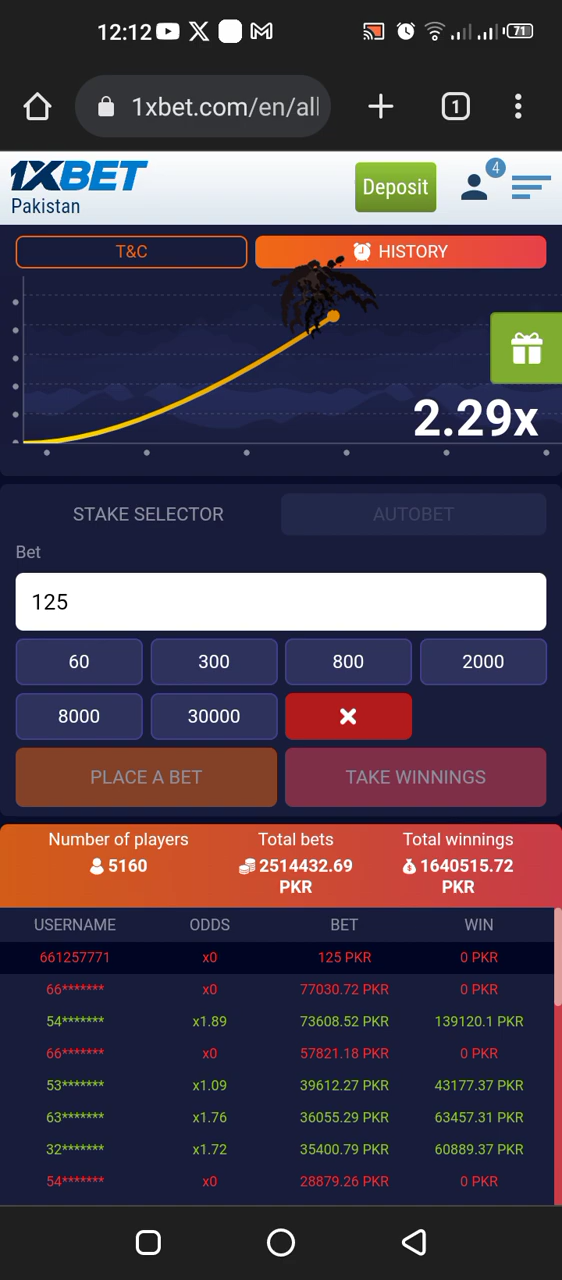 12:12
71
1xbet.com/en/all
1
1XBET
Pakistan
Deposit
4
T&C
HISTORY
2.29x
STAKE SELECTOR
AUTOBET
Bet
125
60
300
800
2000
8000
30000
PLACE A BET
TAKE WINNINGS
Number of players
Total bets
Total winnings
5160
2514432.69
1640515.72
PKR
PKR
USERNAME ODDS BET WIN
661257771 x0 125 PKR 0 PKR
66******* x0 77030.72 PKR 0 PKR
54******* x1.89 73608.52 PKR 139120.1 PKR
66******* x0 57821.18 PKR 0 PKR
53******* x1.09 39612.27 PKR 43177.37 PKR
63******* x1.76 36055.29 PKR 63457.31 PKR
32******* x1.72 35400.79 PKR 60889.37 PKR
54******* x0 28879.26 PKR 0 PKR